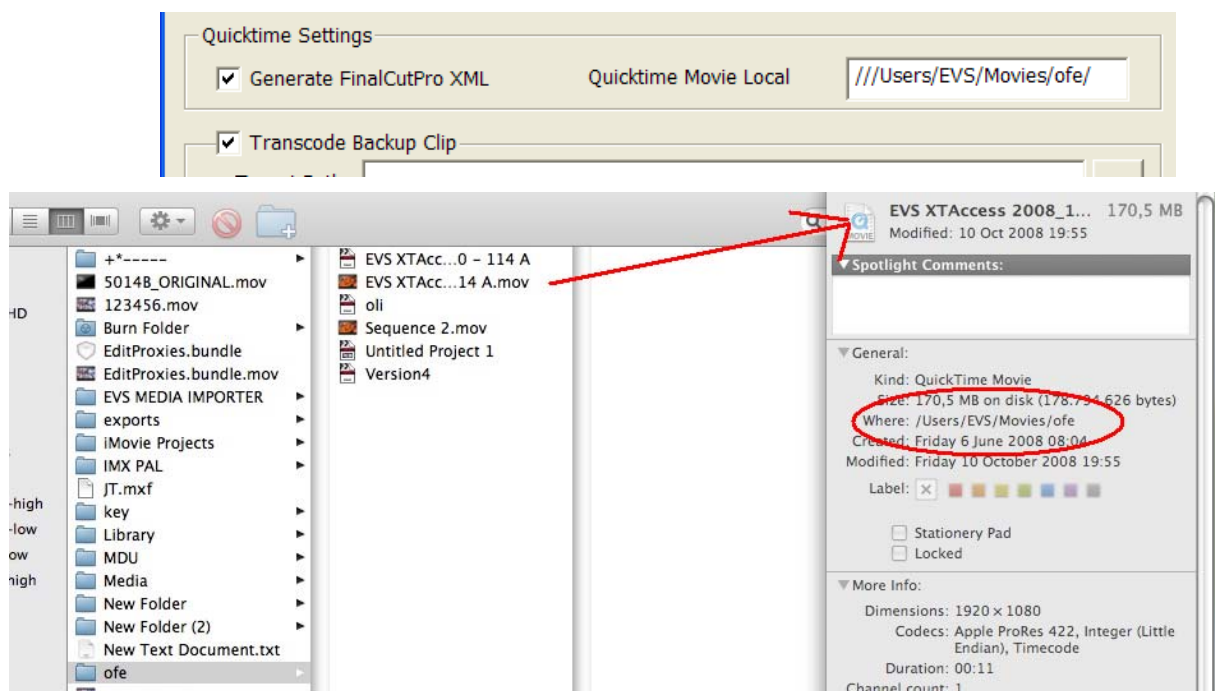 Quicktime Settings
Generate FinalCutPro XML
Quicktime Movie Local
///Users/EVS/Movies/ofe/
Transcode Backup Clip
EVS XTAccess 2008_1... 170,5 MB
Modified: 10 Oct 2008 19:55
MOVIE
Spotlight Comments:
HD
-high
-low
ow
high
+*-----
5014B_ORIGINAL.mov
123456.mov
Burn Folder
EditProxies.bundle
EditProxies.bundle.mov
EVS MEDIA IMPORTER
exports
iMovie Projects
IMX PAL
JT.mxf
key
Library
MDU
Media
New Folder
New Folder (2)
New Text Document.txt
ofe
EVS XTAcc...0 – 114 A
EVS XTAcc...14 A.mov
oli
Sequence 2.mov
Untitled Project 1
Version4
General:
Kind: QuickTime Movie
Size: 170,5 MB on disk (178.794.626 bytes)
Where: /Users/EVS/Movies/ofe
Created: Friday 6 June 2008 08:04
Modified: Friday 10 October 2008 19:55
Label:
Stationery Pad
Locked
More Info:
Dimensions: 1920 × 1080
Codecs: Apple ProRes 422, Integer (Little
Endian), Timecode
Duration: 00:11
Channel count: 1